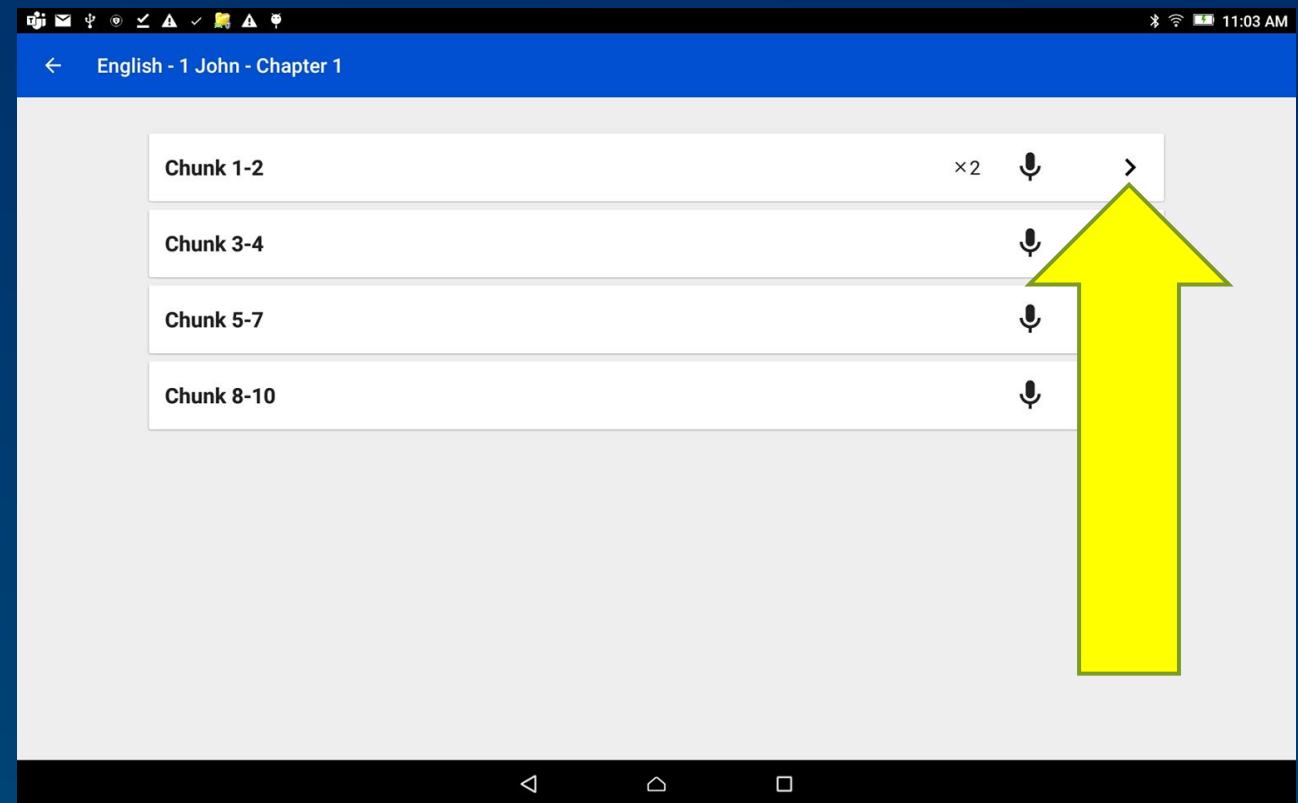 11:03 AM
English - 1 John - Chapter 1
Chunk 1-2 ×2
Chunk 3-4
Chunk 5-7
Chunk 8-10